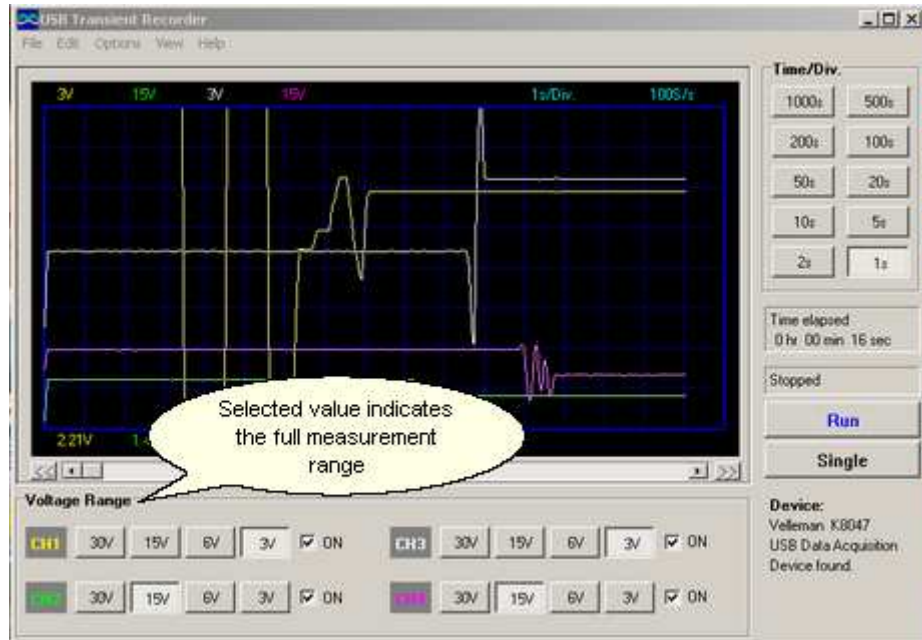 USB Transient Recorder
File Edit Options View Help
3V 15V 3V 15V 1s/Div. 100S/s
Time/Div.
1000s 500s
200s 100s
50s 20s
10s 5s
2s 1s
Time elapsed
0 hr 00 min 16 sec
Stopped
Run
Single
2.21V
Selected value indicates
the full measurement
range
Voltage Range
CH1 30V 15V 6V 3V ON
CH3 30V 15V 6V 3V ON
CH2 30V 15V 6V 3V ON
30V 15V 6V 3V ON
Device:
Velleman K8047
USB Data Acquisition
Device found.